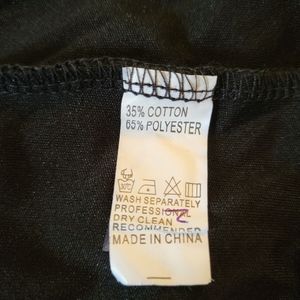 35% COTTON
65% POLYESTER
WASH SEPARATELY
PROFESSIONAL
DRY CLEAN
RECOMMENDED
MADE IN CHINA